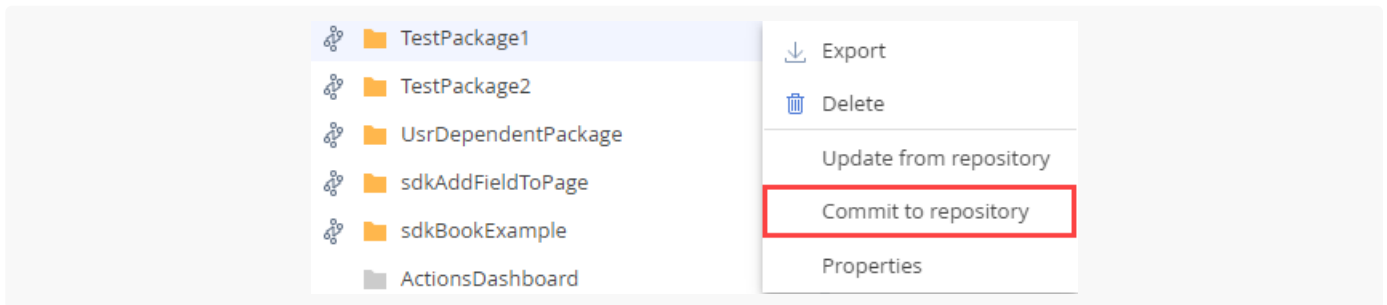 TestPackage1
TestPackage2
UsrDependentPackage
sdkAddFieldToPage
sdkBookExample
ActionsDashboard
Export
Delete
Update from repository
Commit to repository
Properties